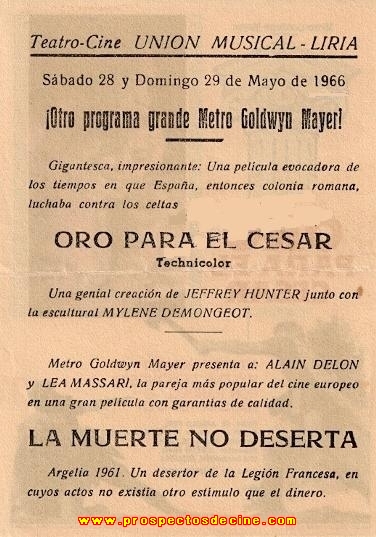 Teatro-Cine UNION MUSICAL - LIRIA
Sábado 28 y Domingo 29 de Mayo de 1966
¡Otro programa grande Metro Goldwyn Mayer!
Gigantesca, impresionante: Una película evocadora de
los tiempos en que España, entonces colonia romana,
luchaba contra los celtas
ORO PARA EL CESAR
Technicolor
Una genial creación de JEFFREY HUNTER junto con
la escultural MYLENE DEMONGEOT.
Metro Goldwyn Mayer presenta a: ALAIN DELON
y LEA MASSARI, la pareja más popular del cine europeo
en una gran película con garantias de calidad.
LA MUERTE NO DESERTA
Argelia 1961. Un desertor de la Legión Francesa, en
cuyos actos no existia otro estimulo que el dinero.
www.prospectosdecine.com